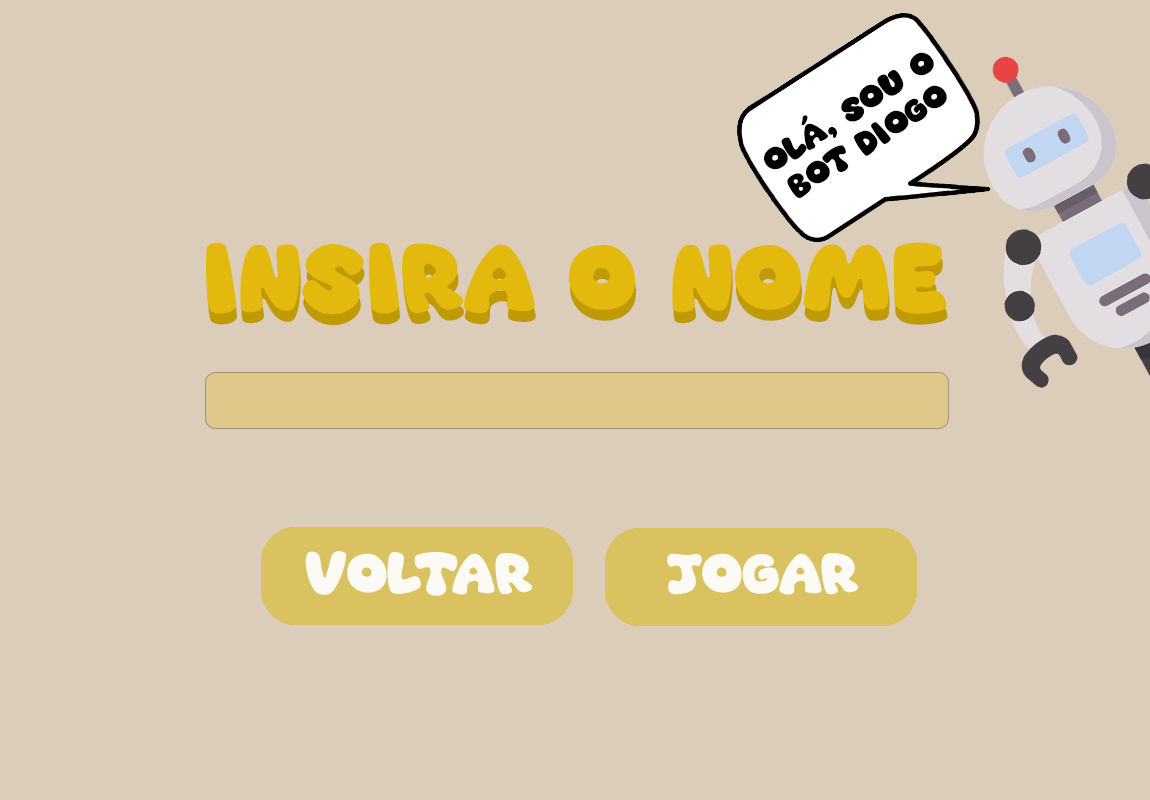 OLÁ, SOU O
BOT DIOGO
INSIRA O NOME
VOLTAR
JOGAR